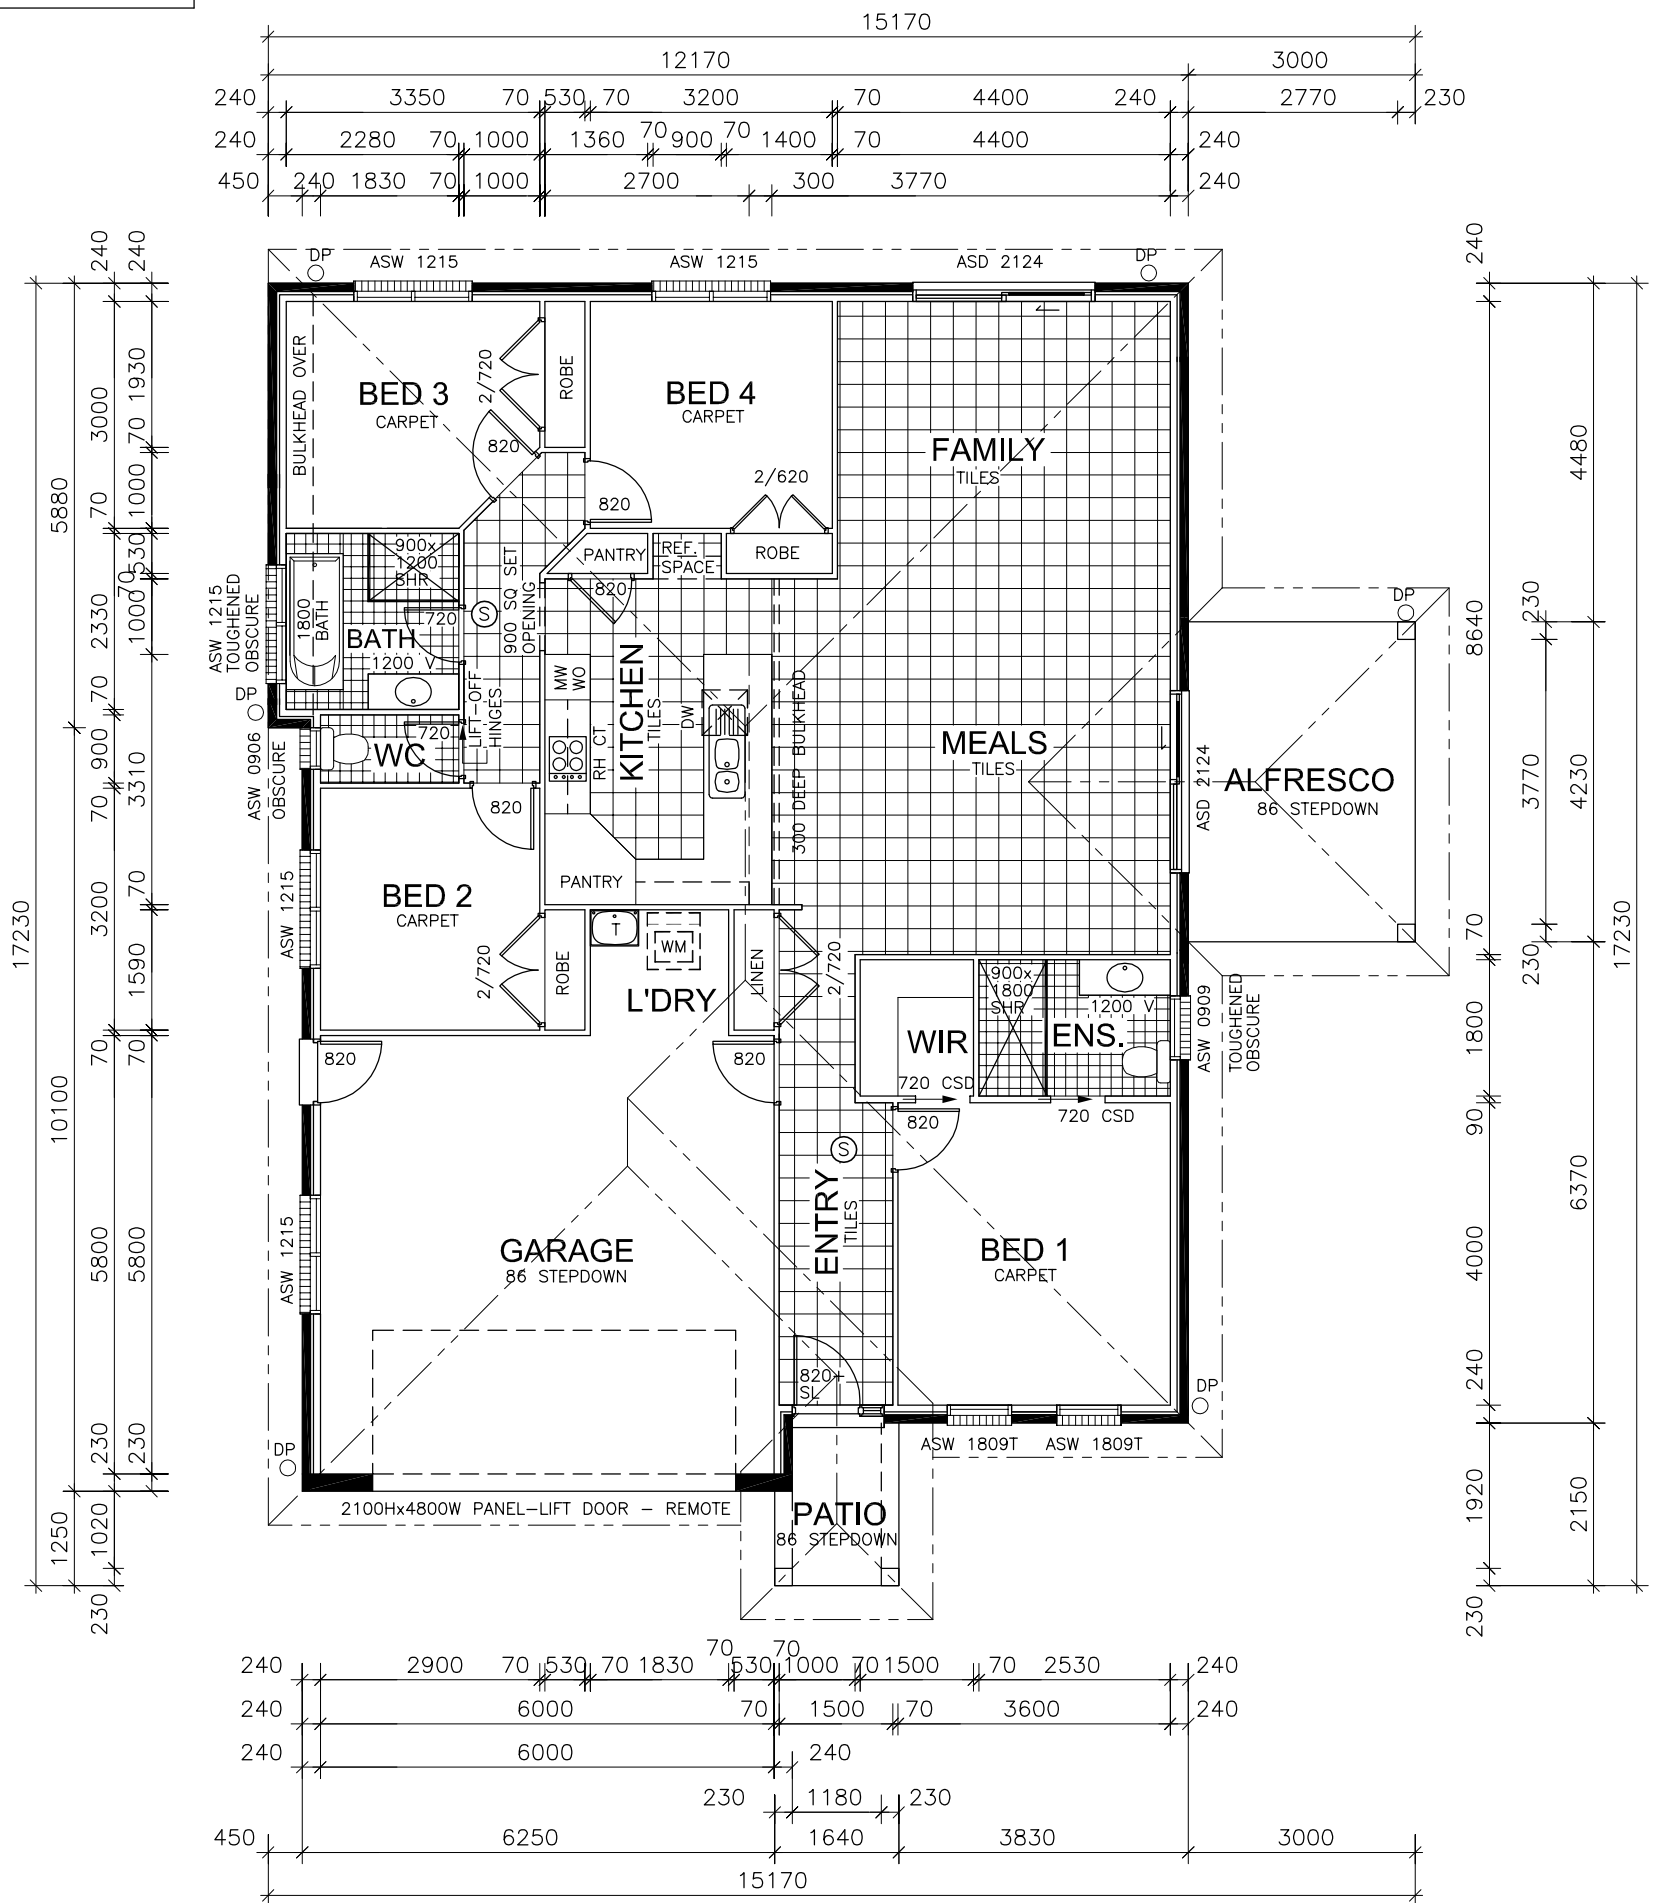 15170
12170 3000
240 3350 70 530 70 3200 70 4400 240 2770 230
240 2280 70 1000 1360 70 900 70 1400 70 4400 240
450 240 1830 70 1000 2700 300 3770 240
DP ASW 1215 ASW 1215 ASD 2124 DP
17230
5880 10100 1250
240 3000 70 2330 70 900 70 3200 70 5800 230 1020 230
240 1930 70 1000 530 70 1000 3310 70 1590 70 5800 230
BULKHEAD OVER
BED 3
CARPET
2/720
ROBE
820
BED 4
CARPET
820
2/620
FAMILY
TILES
900x
1200
SHR
1800
BATH
BATH
1200 V
720
ASW 1215
TOUGHENED
OBSCURE
DP
S
900 SQ SET
OPENING
PANTRY
820
REF.
SPACE
ROBE
LIFT-OFF
HINGES
WC
720
ASW 0906
OBSCURE
MW
WO
RH CT
KITCHEN
TILES
DW
300 DEEP BULKHEAD
PANTRY
MEALS
TILES
ASD 2124
DP
ALFRESCO
86 STEPDOWN
820
BED 2
CARPET
ASW 1215
2/720
ROBE
T
WM
L'DRY
LINEN
2/720
820
820
WIR
720 CSD
900x
1800
SHR
ENS.
1200 V
720 CSD
ASW 0909
TOUGHENED
OBSCURE
820
S
ENTRY
TILES
BED 1
CARPET
ASW 1215
GARAGE
86 STEPDOWN
820+
SL
DP
ASW 1809T ASW 1809T
DP
2100Hx4800W PANEL-LIFT DOOR - REMOTE
PATIO
86 STEPDOWN
240 8640 70 1800 90 4000 240 1920 230
230 3770 230
4480 4230 6370 2150
17230
240 2900 70 530 70 1830 530 70 70 1000 70 1500 70 2530 240
240 6000 70 1500 70 3600 240
240 6000 240
230 1180 230
450 6250 1640 3830 3000
15170